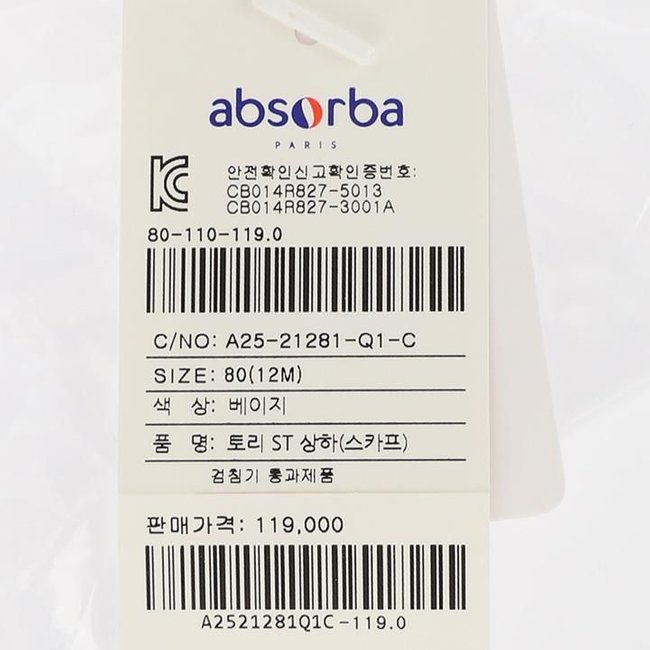 absorba
PARIS
안전확인신고확인증번호:
CB014R827-5013
CB014R827-3001A
80-110-119.0
C/NO: A25-21281-Q1-C
SIZE: 80(12M)
색 상: 베이지
품 명: 토리 ST 상하(스카프)
검침기 통과제품
판매가격: 119,000
A2521281Q1C-119.0